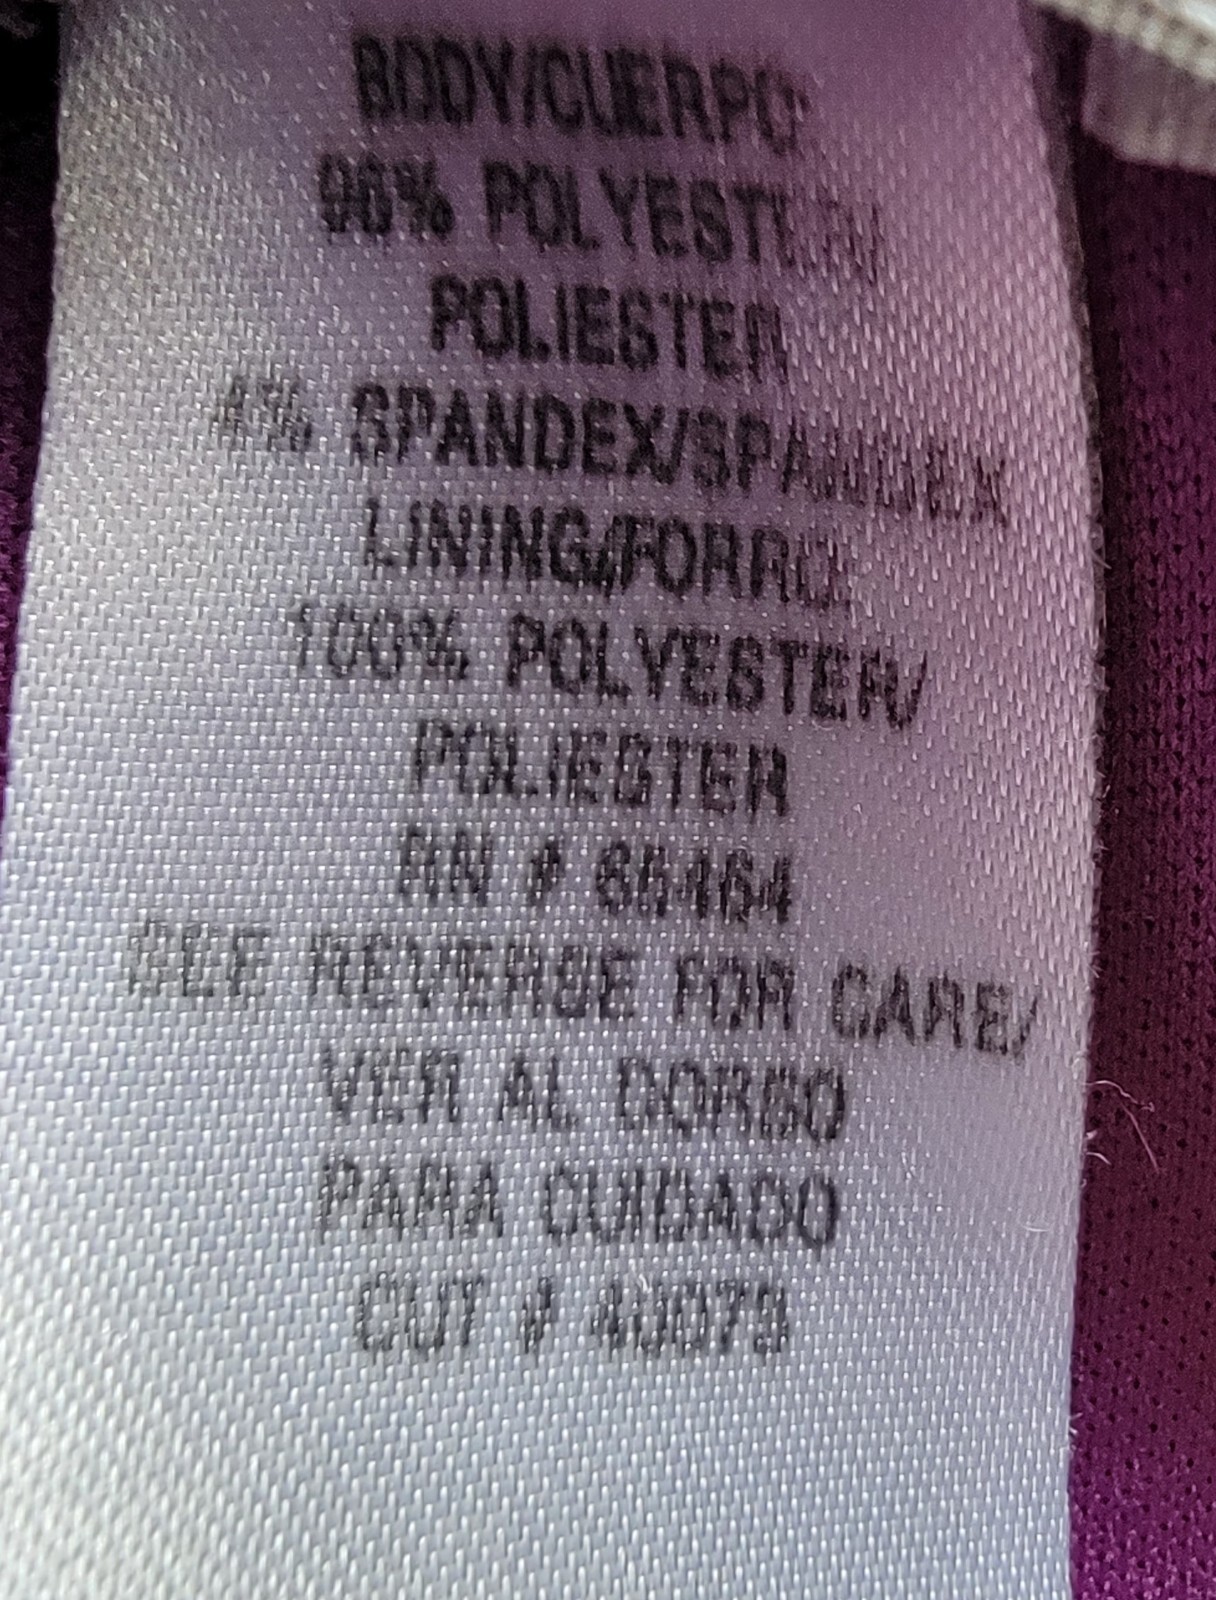 BODY/CUERPO:
96% POLYESTER/
POLIESTER
4% SPANDEX/SPANDEX
LINING/FORRO:
100% POLYESTER/
POLIESTER
RN #
SEE REVERSE FOR CARE/
VER AL DORSO
PARA CUIDADO
CUT # 40073